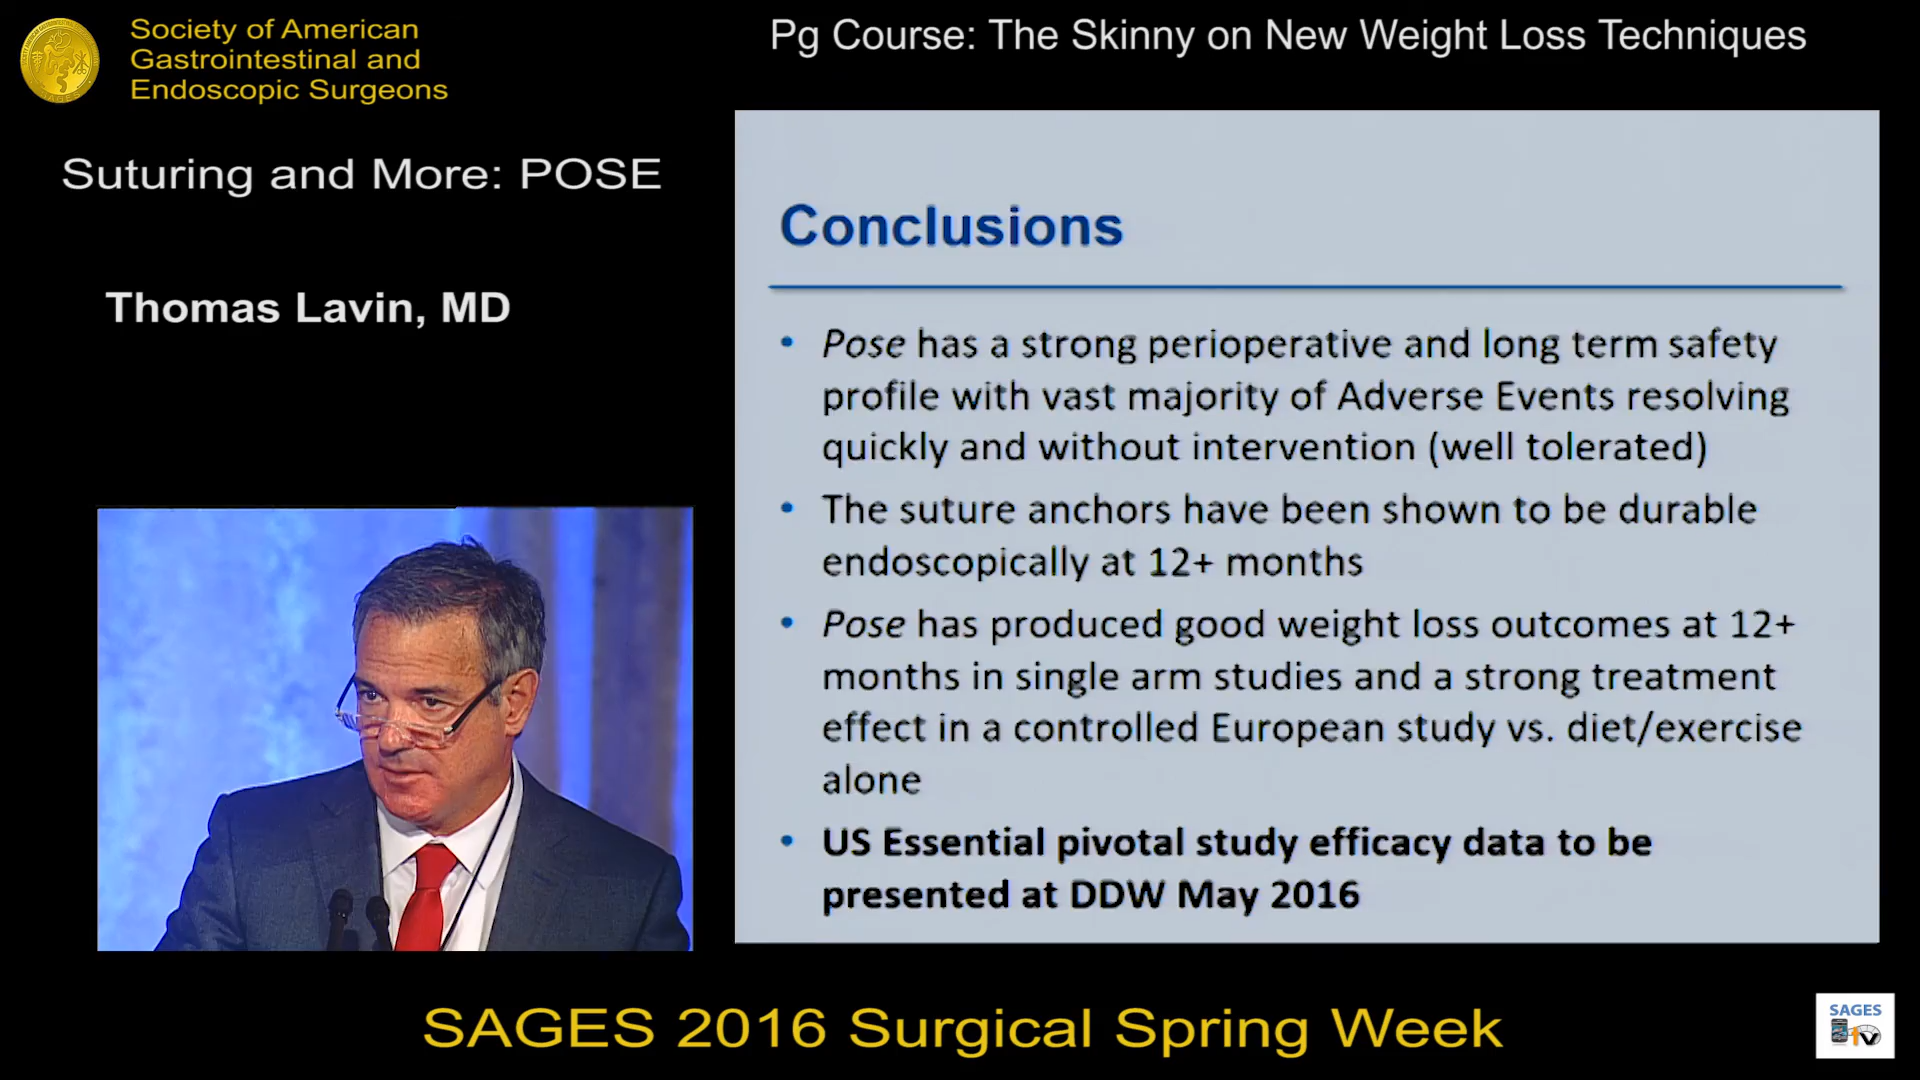 Society of American
Gastrointestinal and
Endoscopic Surgeons
Pg Course: The Skinny on New Weight Loss Techniques
Suturing and More: POSE
Thomas Lavin, MD
Conclusions
• Pose has a strong perioperative and long term safety
profile with vast majority of Adverse Events resolving
quickly and without intervention (well tolerated)
• The suture anchors have been shown to be durable
endoscopically at 12+ months
• Pose has produced good weight loss outcomes at 12+
months in single arm studies and a strong treatment
effect in a controlled European study vs. diet/exercise
alone
• US Essential pivotal study efficacy data to be
presented at DDW May 2016
SAGES 2016 Surgical Spring Week
SAGES
TV